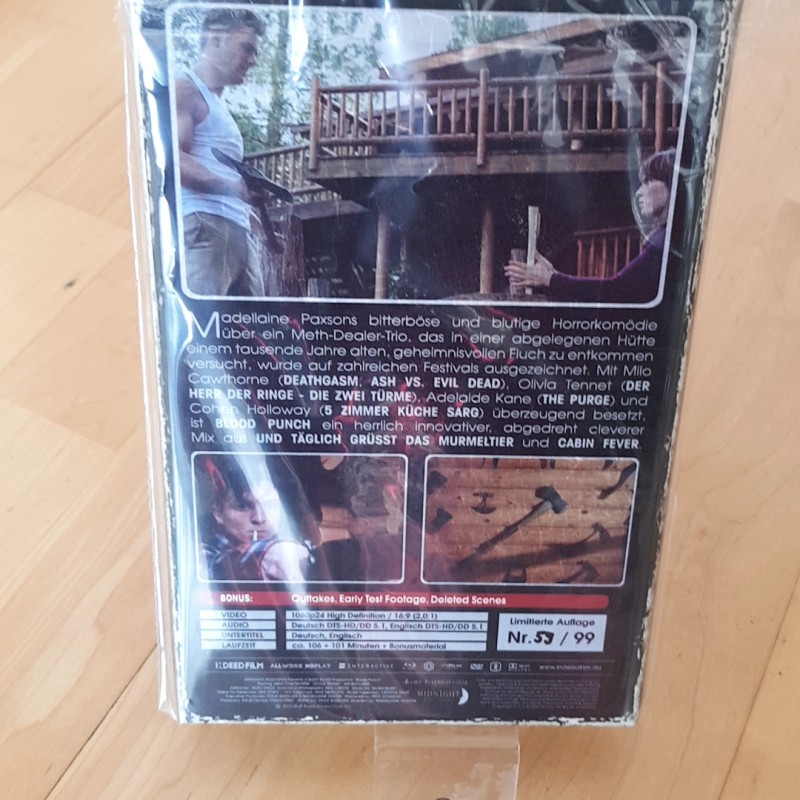 Madellaine Paxsons bitterböse und blutige Horrorkomödie
über ein Meth-Dealer-Trio, das in einer abgelegenen Hütte
einem tausende Jahre alten, geheimnisvollen Fluch zu entkommen
versucht, wurde auf zahlreichen Festivals ausgezeichnet. Mit Milo
Cawthorne (DEATHGASM, ASH VS. EVIL DEAD), Olivia Tennet (DER
HERR DER RINGE - DIE ZWEI TÜRME), Adelaide Kane (THE PURGE) und
Cohen Holloway (5 ZIMMER KÜCHE SARG) überzeugend besetzt,
ist BLOOD PUNCH ein herrlich innovativer, abgedreht cleverer
Mix aus UND TÄGLICH GRÜSST DAS MURMELTIER und CABIN FEVER.
BONUS: Outtakes, Early Test Footage, Deleted Scenes
VIDEO 1080p24 High Definition / 16:9 (2,0:1)
AUDIO Deutsch DTS-HD/DD 5.1, Englisch DTS-HD/DD 5.1
UNTERTITEL Deutsch, Englisch
LAUFZEIT ca. 106 + 101 Minuten + Bonusmaterial
Limitierte Auflage
Nr. 53 / 99
INDEED FILM
MIDNIGHT